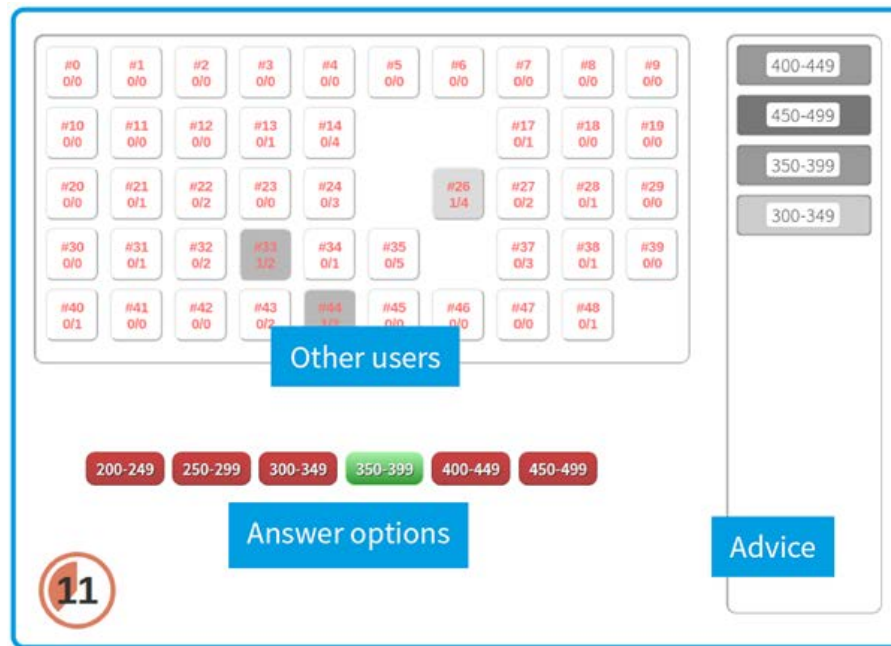 #0 #1 #2 #3 #4 #5 #6 #7 #8 #9
0/0 0/0 0/0 0/0 0/0 0/0 0/0 0/0 0/0 0/0
#10 #11 #12 #13 #14 #17 #18 #19
0/0 0/0 0/0 0/1 0/4 0/1 0/0 0/0
#20 #21 #22 #23 #24 #26 #27 #28 #29
0/0 0/1 0/2 0/0 0/3 1/4 0/2 0/1 0/0
#30 #31 #32 #33 #34 #35 #37 #38 #39
0/0 0/1 0/2 1/2 0/1 0/5 0/3 0/1 0/0
#40 #41 #42 #43 #44 #45 #46 #47 #48
0/1 0/0 0/0 0/2 0/0 0/0 0/0 0/1
Other users
200-249 250-299 300-349 350-399 400-449 450-499
Answer options
11
400-449
450-499
350-399
300-349
Advice